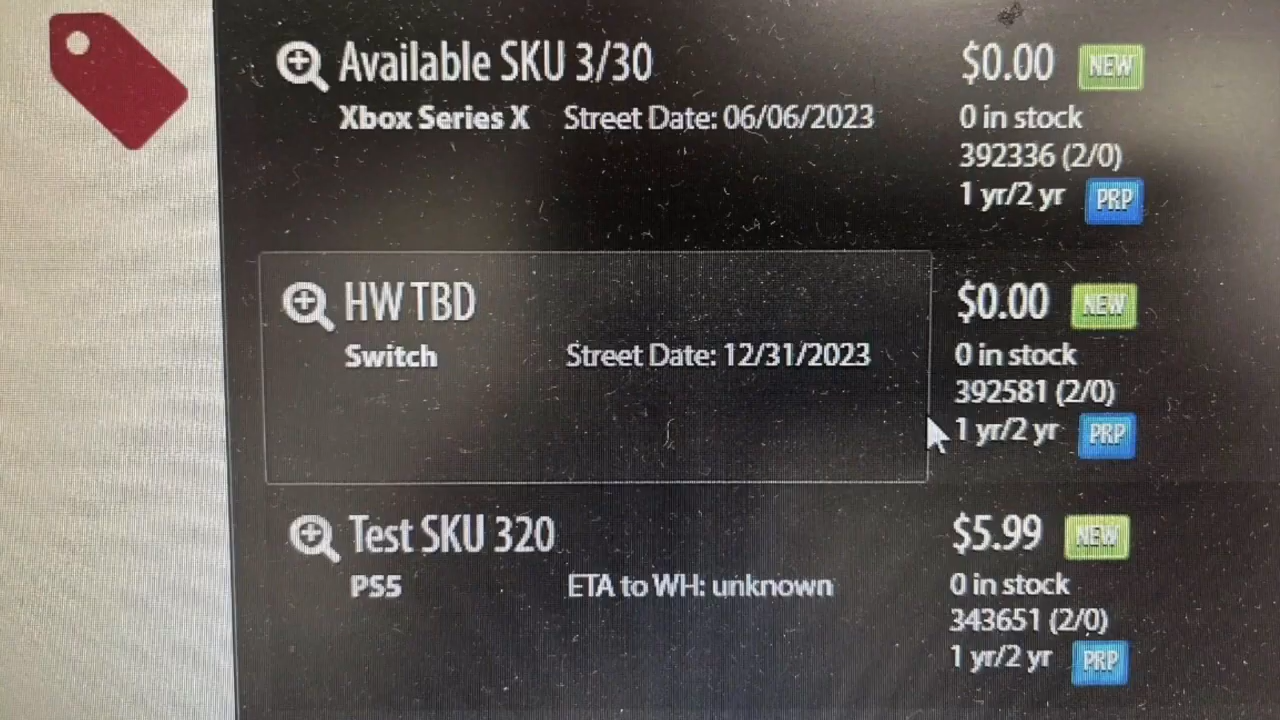 Available SKU 3/30 $0.00 NEW
Xbox Series X Street Date: 06/06/2023 0 in stock
392336 (2/0)
1 yr/2 yr PRP
HW TBD $0.00 NEW
Switch Street Date: 12/31/2023 0 in stock
392581 (2/0)
1 yr/2 yr PRP
Test SKU 320 $5.99 NEW
PS5 ETA to WH: unknown 0 in stock
343651 (2/0)
1 yr/2 yr PRP